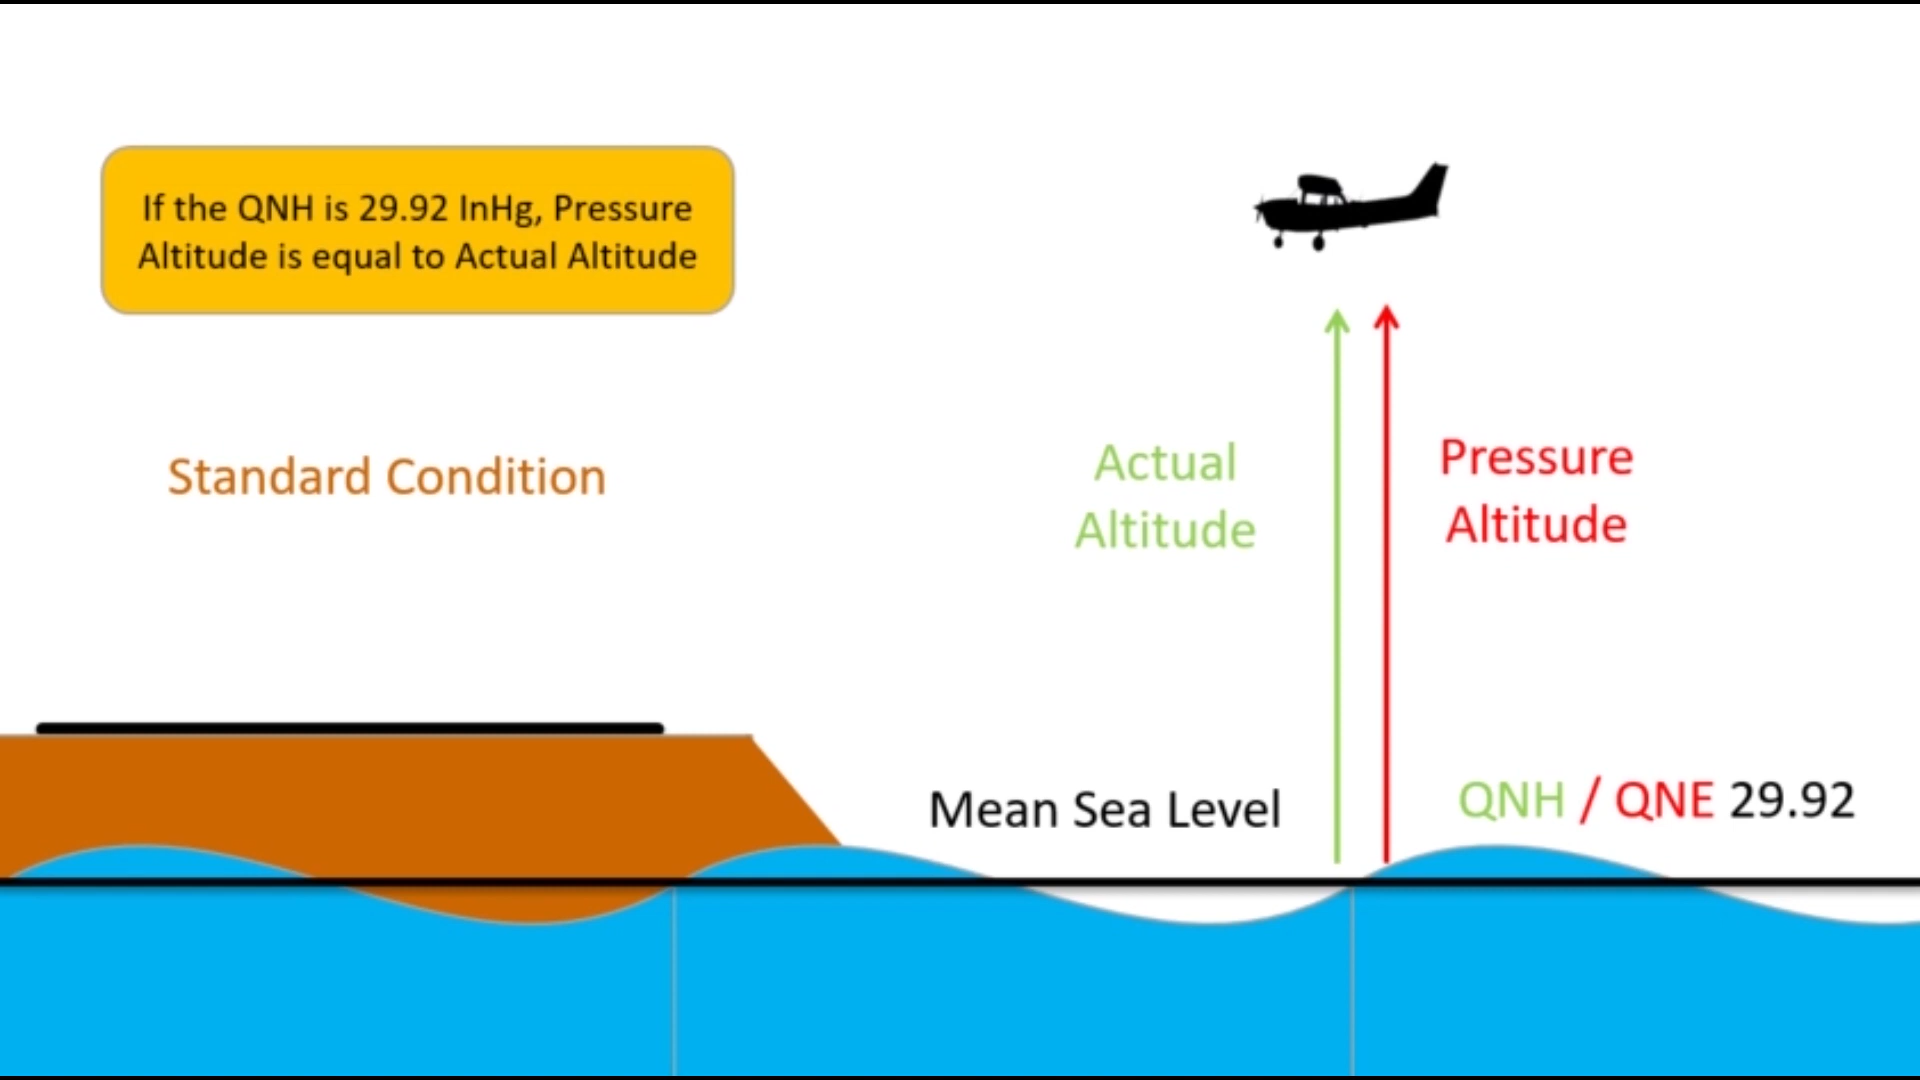 If the QNH is 29.92 InHg, Pressure
Altitude is equal to Actual Altitude
Standard Condition
Actual
Altitude
Pressure
Altitude
Mean Sea Level
QNH / QNE 29.92